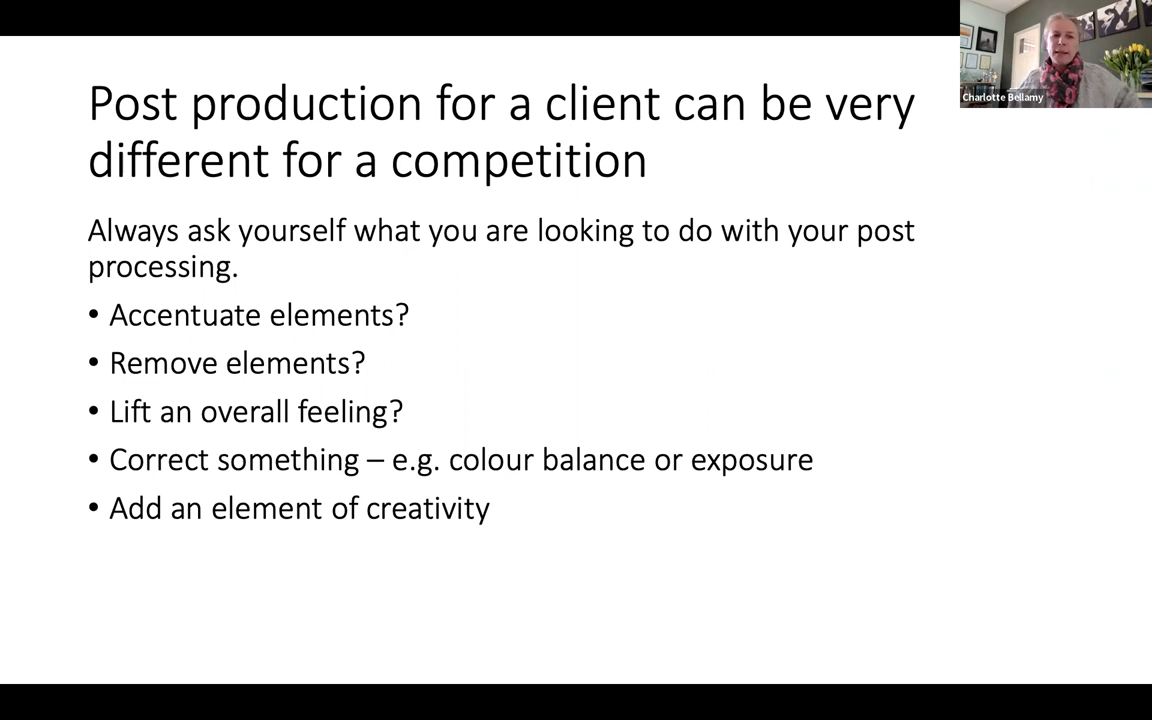 Post production for a client can be very
different for a competition
Always ask yourself what you are looking to do with your post
processing.
• Accentuate elements?
• Remove elements?
• Lift an overall feeling?
• Correct something – e.g. colour balance or exposure
• Add an element of creativity
Charlotte Bellamy